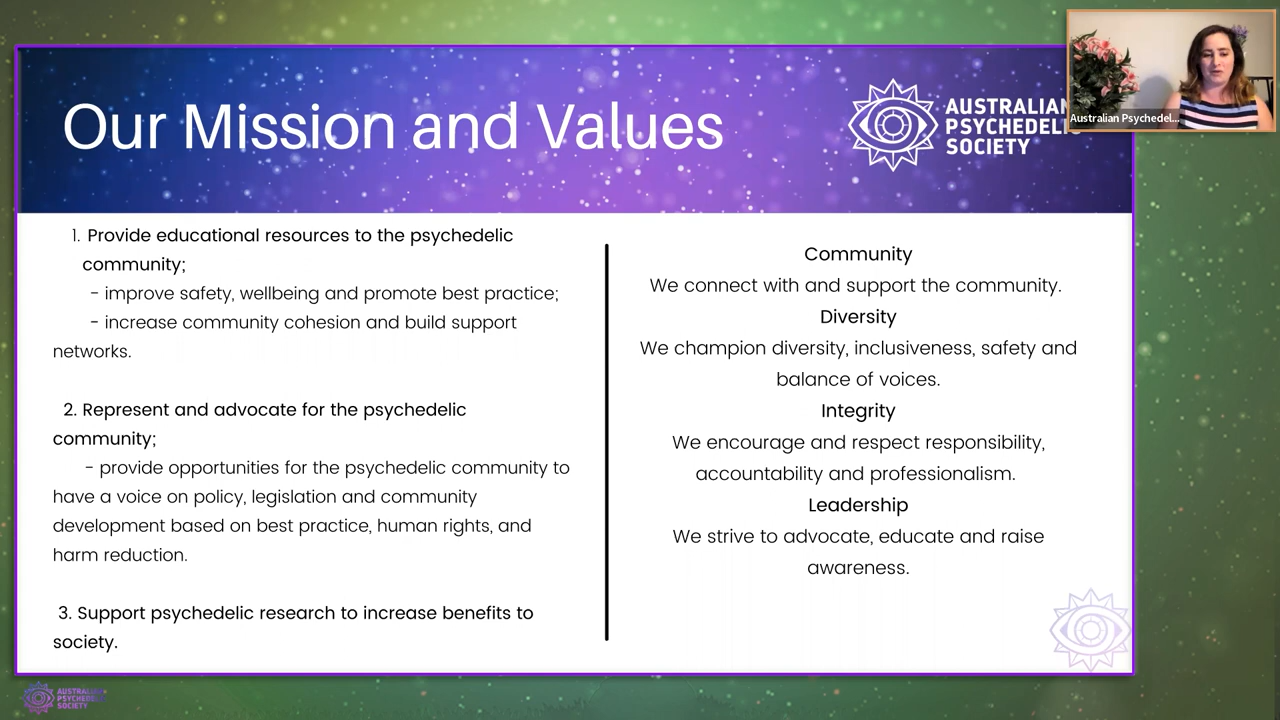 Our Mission and Values
AUSTRALIAN
PSYCHEDELIC
SOCIETY
Australian Psychedel...
1. Provide educational resources to the psychedelic
community;
- improve safety, wellbeing and promote best practice;
- increase community cohesion and build support
networks.
2. Represent and advocate for the psychedelic
community;
- provide opportunities for the psychedelic community to
have a voice on policy, legislation and community
development based on best practice, human rights, and
harm reduction.
3. Support psychedelic research to increase benefits to
society.
Community
We connect with and support the community.
Diversity
We champion diversity, inclusiveness, safety and
balance of voices.
Integrity
We encourage and respect responsibility,
accountability and professionalism.
Leadership
We strive to advocate, educate and raise
awareness.
AUSTRALIAN
PSYCHEDELIC
SOCIETY